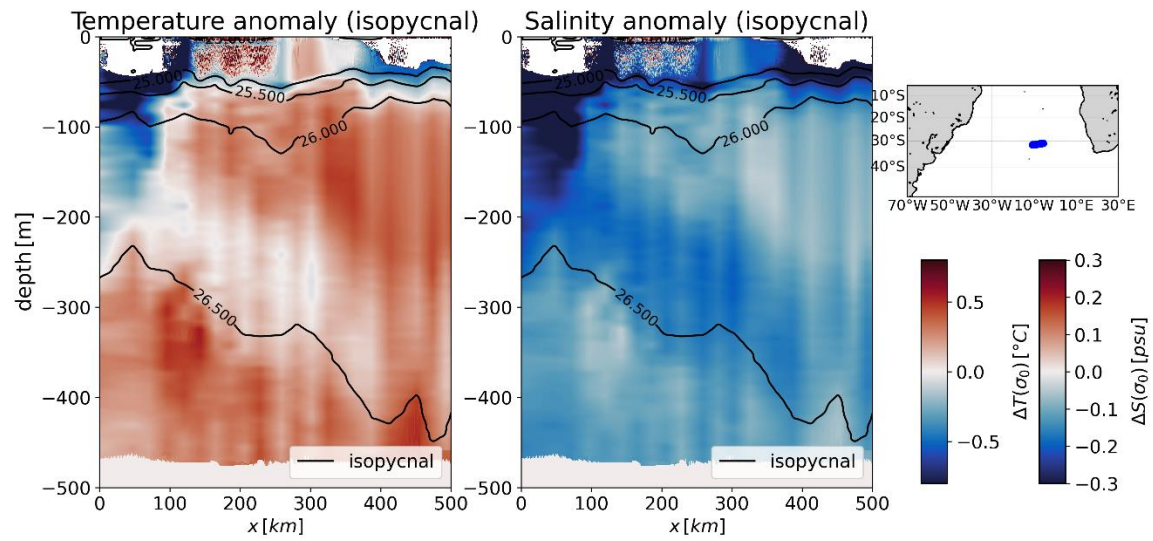 Temperature anomaly (isopycnal)
Salinity anomaly (isopycnal)
0
−100
−200
−300
−400
−500
depth [m]
0
100
200
300
400
500
x [km]
25.000
25.500
26.000
26.500
isopycnal
0
−100
−200
−300
−400
−500
0
100
200
300
400
500
x [km]
25.000
25.500
26.000
26.500
isopycnal
10°S
20°S
30°S
40°S
70°W
50°W
30°W
10°W
10°E
30°E
0.5
0.0
−0.5
ΔT(σ₀) [°C]
0.3
0.2
0.1
0.0
−0.1
−0.2
−0.3
ΔS(σ₀) [psu]